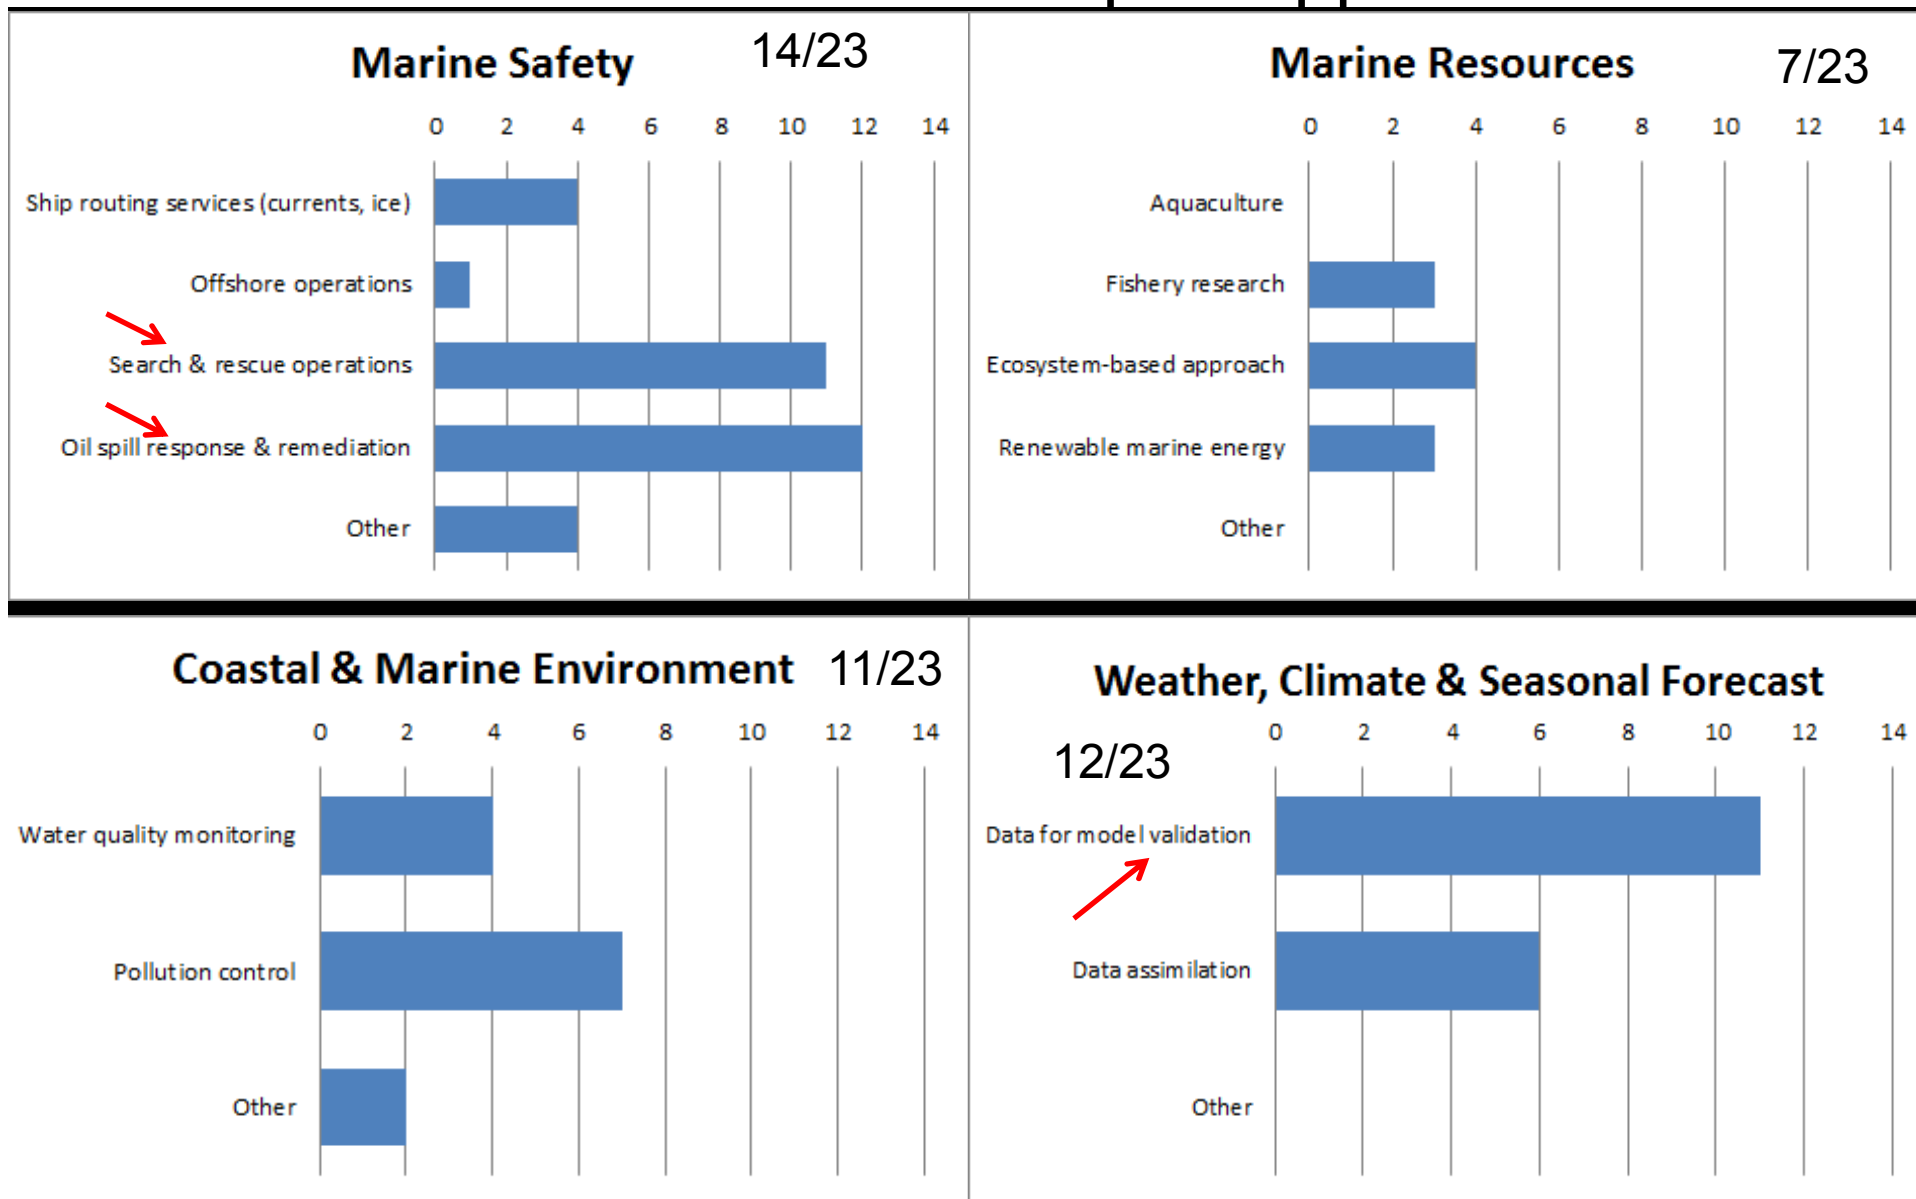 Marine Safety 14/23
0 2 4 6 8 10 12 14
Ship routing services (currents, ice)
Offshore operations
Search & rescue operations
Oil spill response & remediation
Other
Marine Resources 7/23
0 2 4 6 8 10 12 14
Aquaculture
Fishery research
Ecosystem-based approach
Renewable marine energy
Other
Coastal & Marine Environment 11/23
0 2 4 6 8 10 12 14
Water quality monitoring
Pollution control
Other
Weather, Climate & Seasonal Forecast
0 2 4 6 8 10 12 14
12/23
Data for model validation
Data assimilation
Other